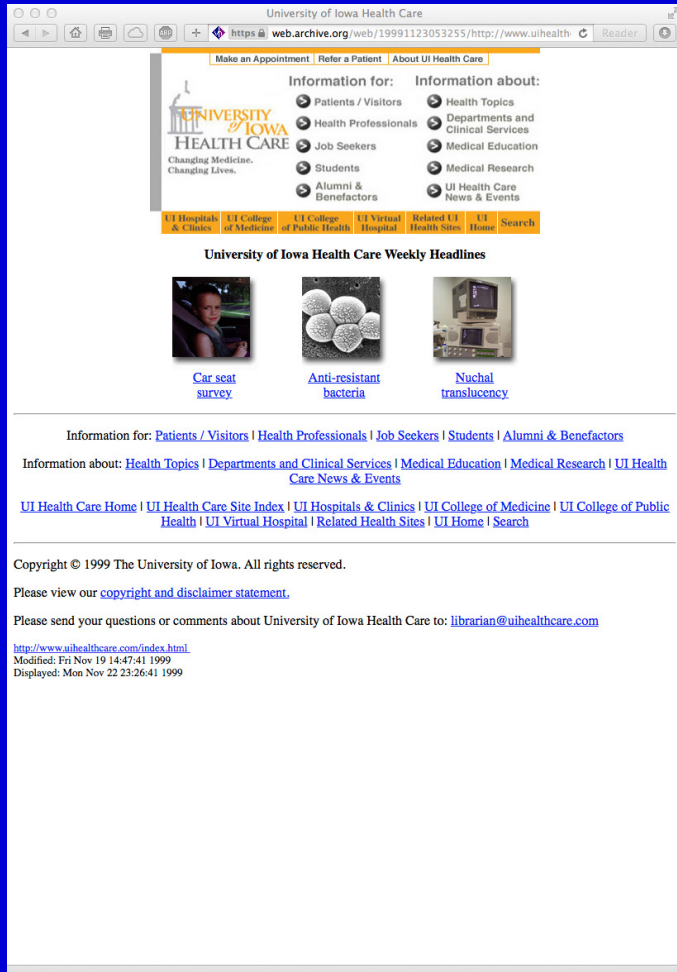 University of Iowa Health Care
https web.archive.org/web/19991123053255/http://www.uihealth
Reader
Make an Appointment Refer a Patient About UI Health Care
UNIVERSITY
of IOWA
HEALTH CARE
Changing Medicine.
Changing Lives.
Information for:
Patients / Visitors
Health Professionals
Job Seekers
Students
Alumni &
Benefactors
Information about:
Health Topics
Departments and
Clinical Services
Medical Education
Medical Research
UI Health Care
News & Events
UI Hospitals
& Clinics
UI College
of Medicine
UI College
of Public Health
UI Virtual
Hospital
Related UI
Health Sites
UI
Home
Search
University of Iowa Health Care Weekly Headlines
Car seat
survey
Anti-resistant
bacteria
Nuchal
translucency
Information for: Patients / Visitors | Health Professionals | Job Seekers | Students | Alumni & Benefactors
Information about: Health Topics | Departments and Clinical Services | Medical Education | Medical Research | UI Health
Care News & Events
UI Health Care Home | UI Health Care Site Index | UI Hospitals & Clinics | UI College of Medicine | UI College of Public
Health | UI Virtual Hospital | Related Health Sites | UI Home | Search
Copyright © 1999 The University of Iowa. All rights reserved.
Please view our copyright and disclaimer statement.
Please send your questions or comments about University of Iowa Health Care to: librarian@uihealthcare.com
http://www.uihealthcare.com/index.html
Modified: Fri Nov 19 14:47:41 1999
Displayed: Mon Nov 22 23:26:41 1999